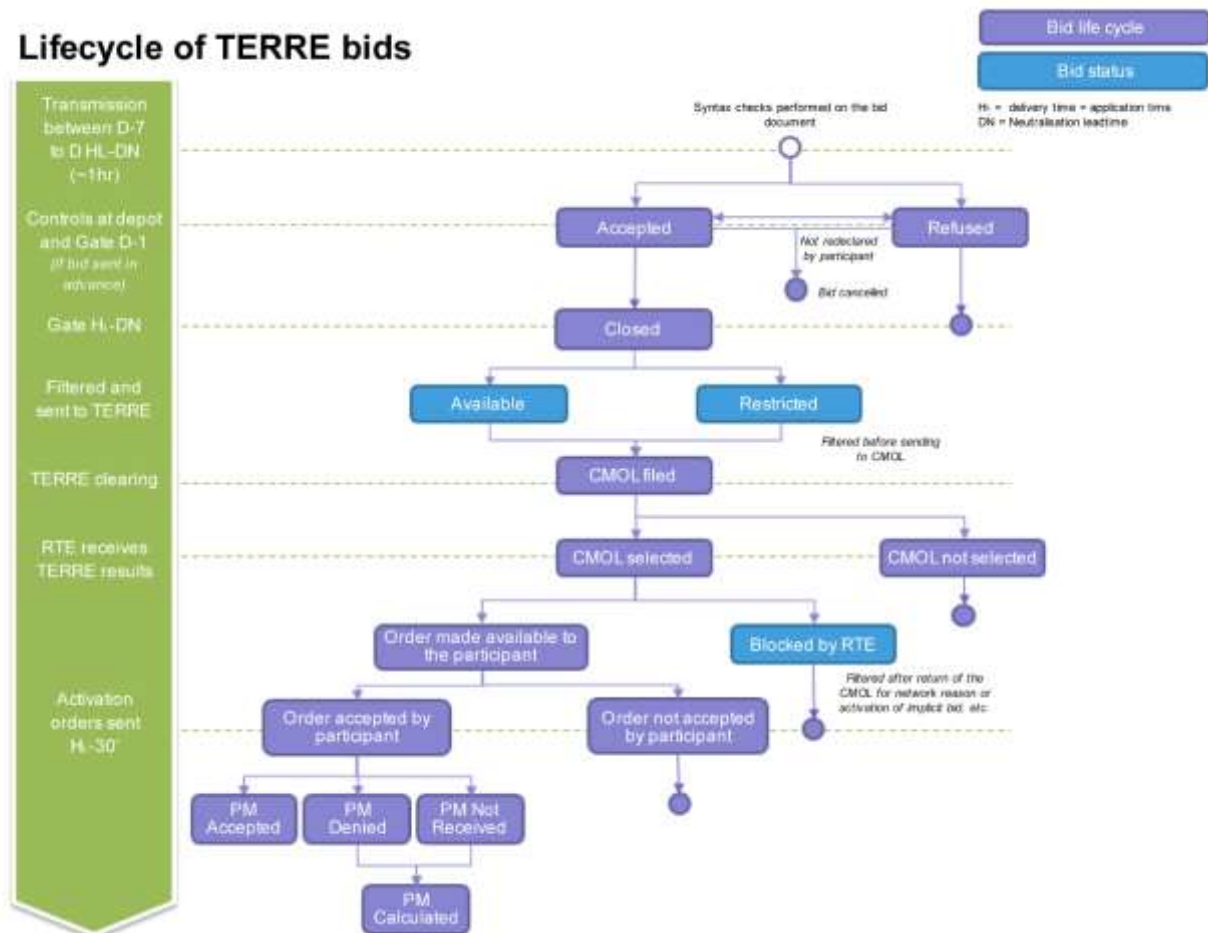 Lifecycle of TERRE bids
Bid life cycle
Bid status
Hₗ = delivery time = application time
DN = Neutralisation leadtime
Transmission
between D-7
to D HL-DN
(~1hr)
Syntax checks performed on the bid
document
Controls at depot
and Gate D-1
(If bid sent in
advance)
Accepted
Refused
Not redeclared
by participant
Bid cancelled
Gate Hₗ-DN
Closed
Filtered and
sent to TERRE
Available
Restricted
Filtered before sending
to CMOL
TERRE clearing
CMOL filed
RTE receives
TERRE results
CMOL selected
CMOL not selected
Order made available to
the participant
Blocked by RTE
Filtered after return of the
CMOL for network reason or
activation of implicit bid, etc
Activation
orders sent
Hₗ-30'
Order accepted by
participant
Order not accepted
by participant
PM
Accepted
PM
Denied
PM Not
Received
PM
Calculated